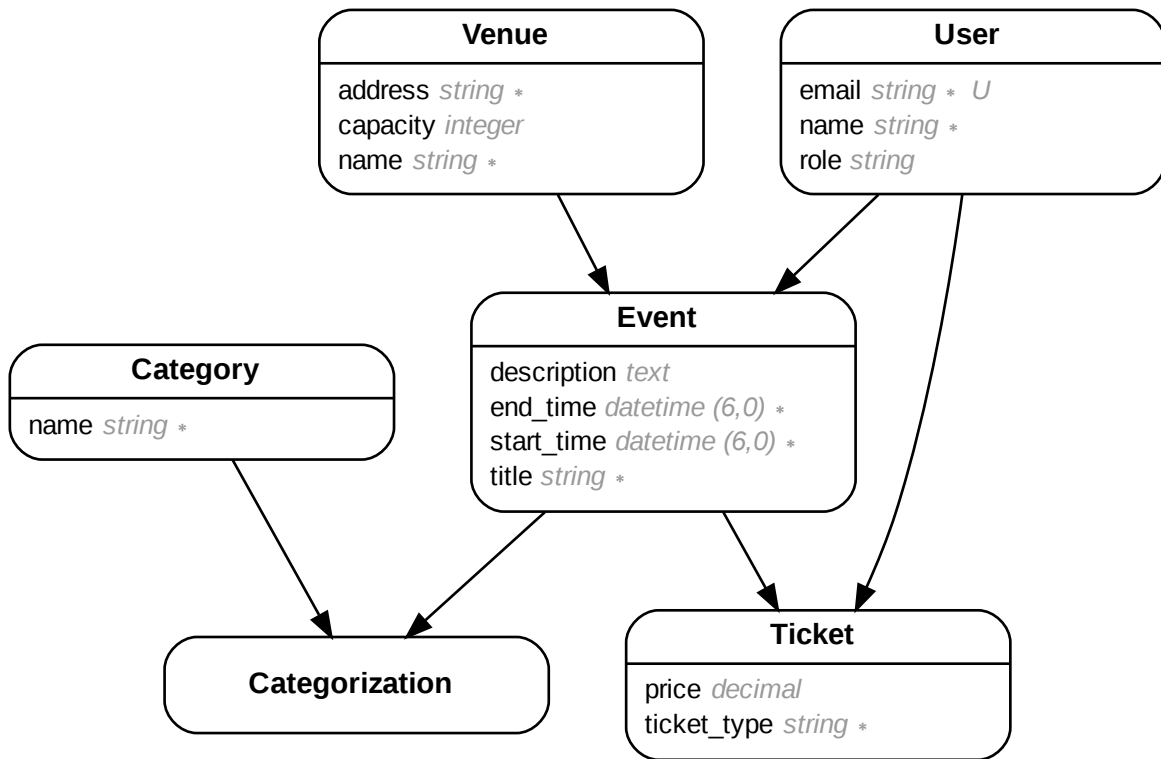 Venue
address string *
capacity integer
name string *
User
email string * U
name string *
role string
Event
description text
end_time datetime (6,0) *
start_time datetime (6,0) *
title string *
Category
name string *
Categorization
Ticket
price decimal
ticket_type string *